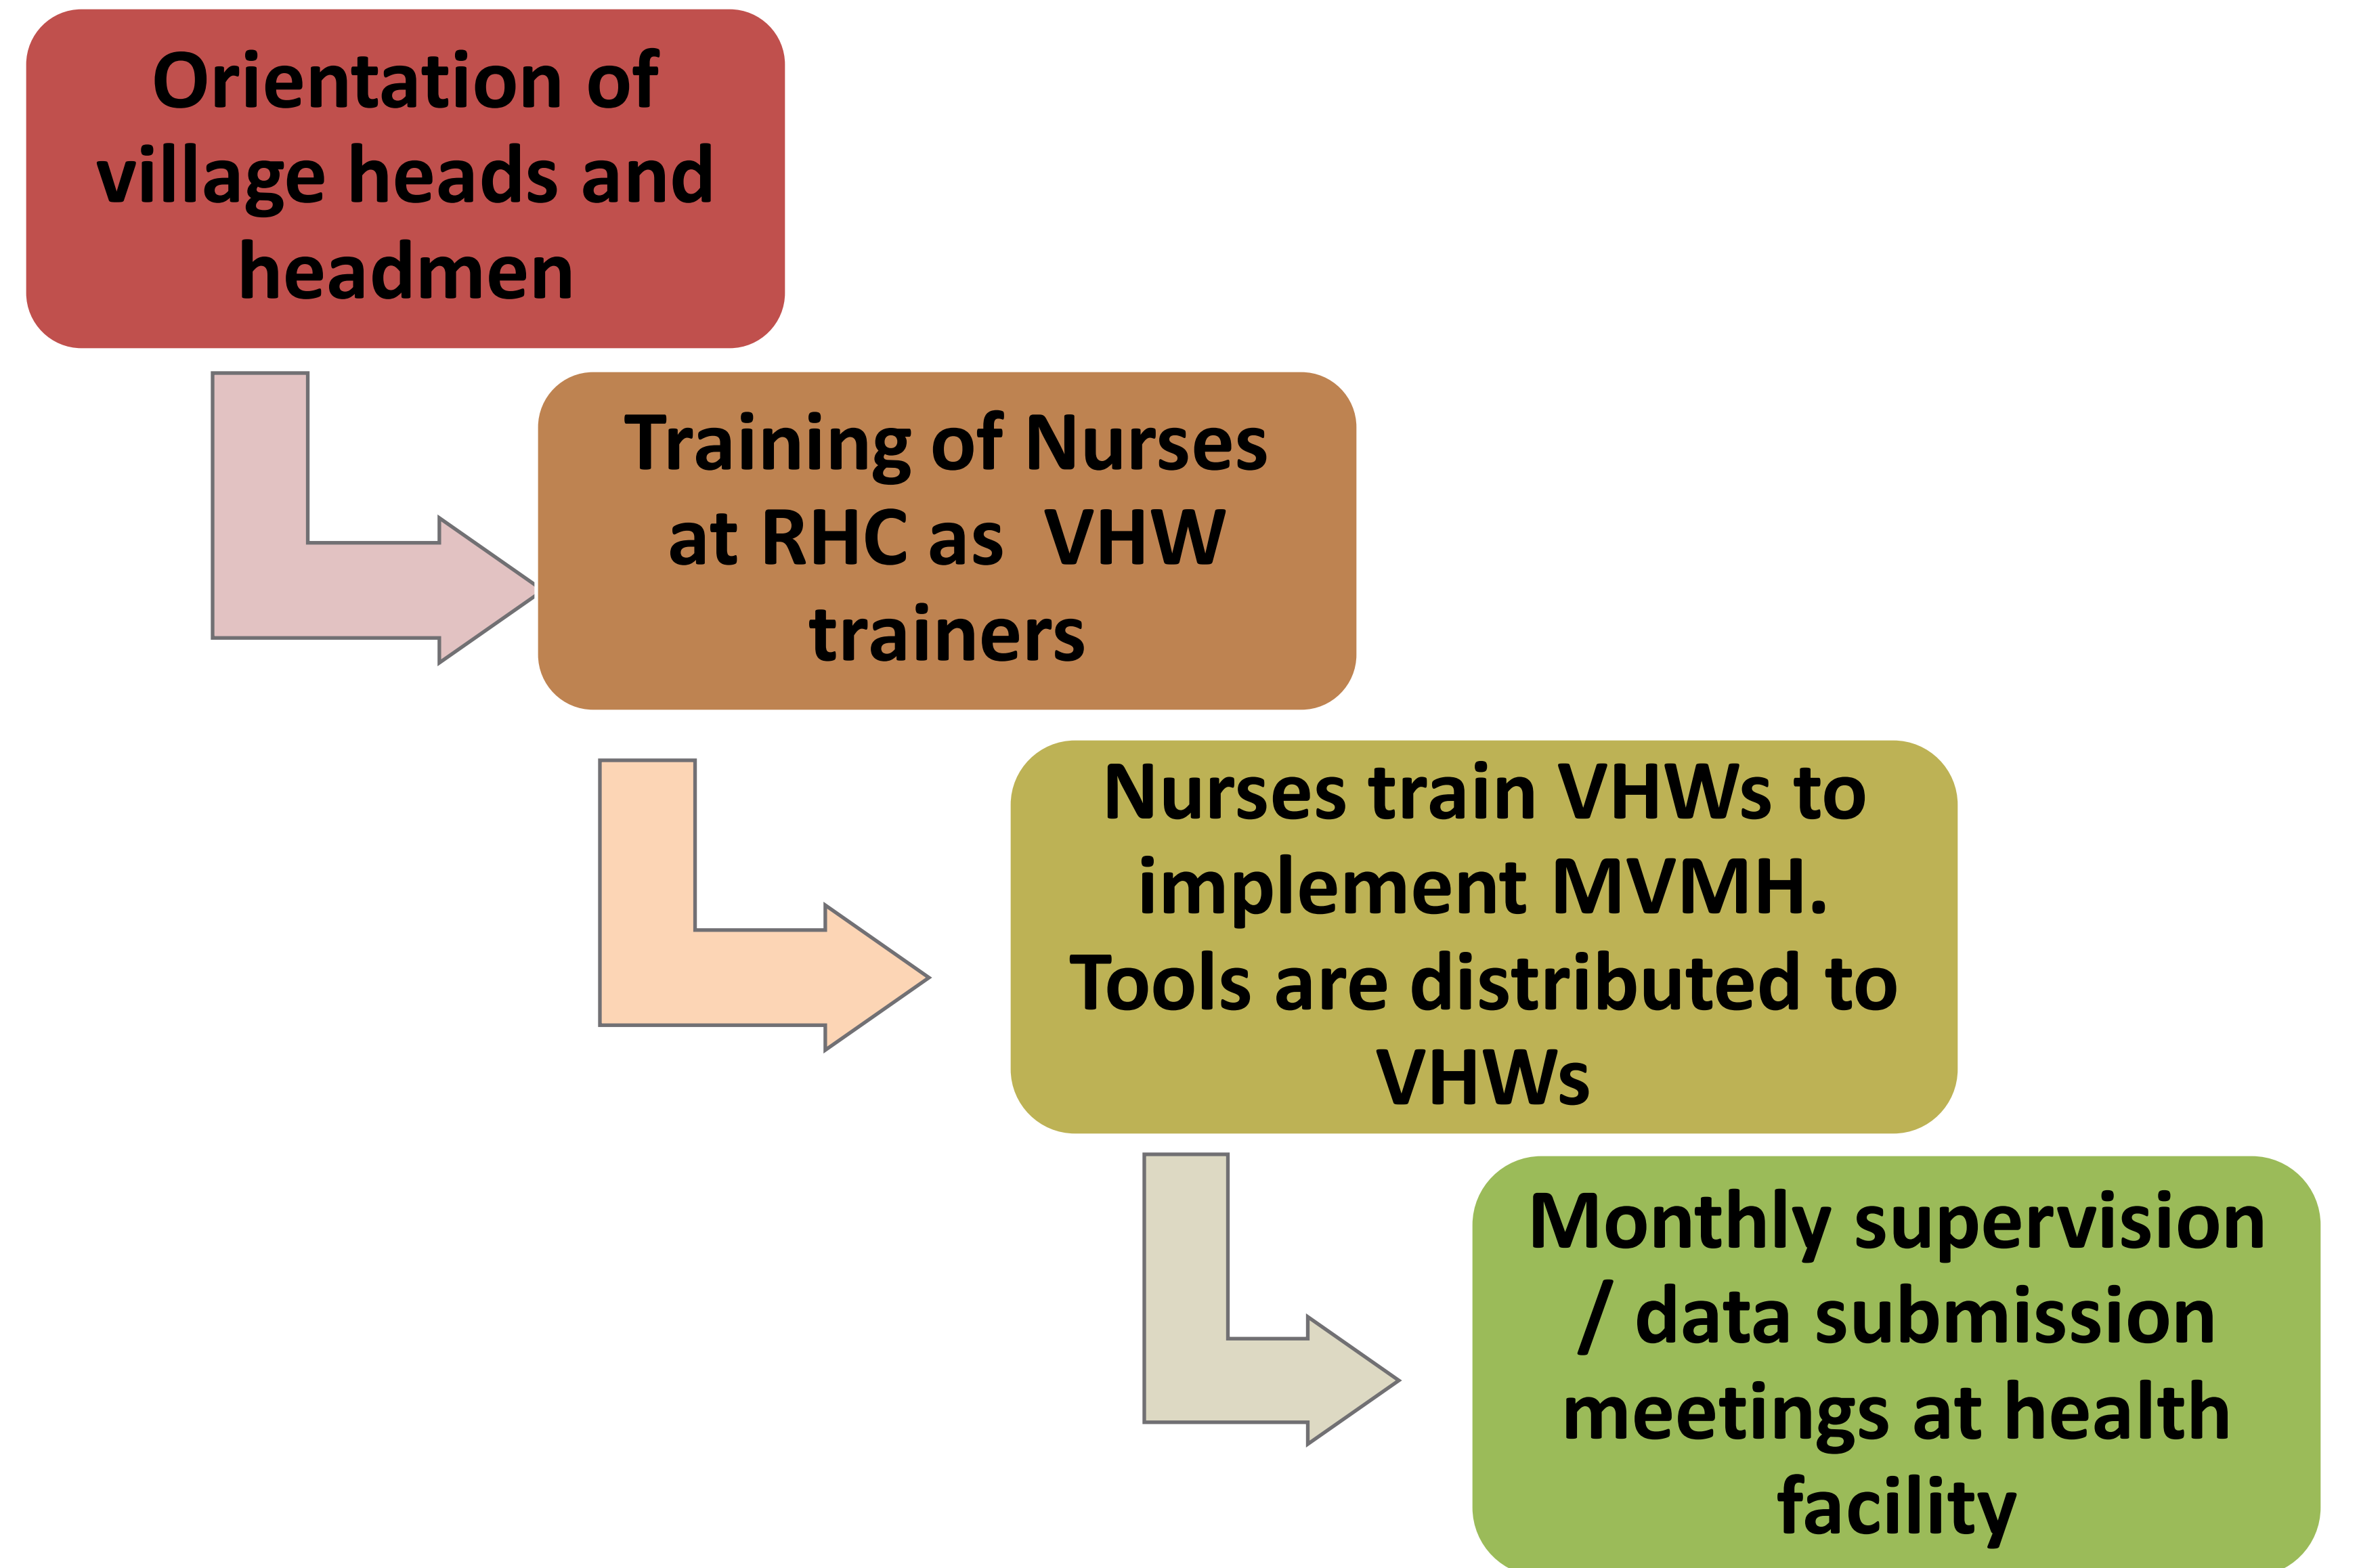 Orientation of
village heads and
headmen
Training of Nurses
at RHC as  VHW
trainers
Nurses train VHWs to
implement MVMH.
Tools are distributed to
VHWs
Monthly supervision
/ data submission
meetings at health
facility